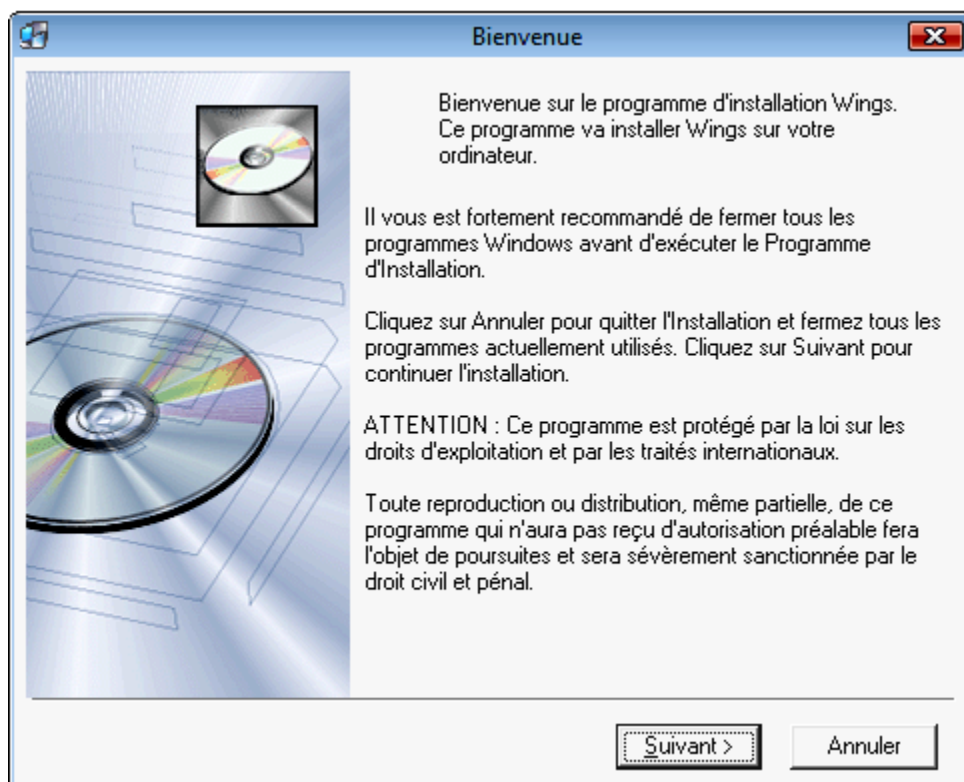 Bienvenue
Bienvenue sur le programme d'installation Wings.
Ce programme va installer Wings sur votre
ordinateur.
Il vous est fortement recommandé de fermer tous les
programmes Windows avant d'exécuter le Programme
d'Installation.
Cliquez sur Annuler pour quitter l'Installation et fermez tous les
programmes actuellement utilisés. Cliquez sur Suivant pour
continuer l'installation.
ATTENTION : Ce programme est protégé par la loi sur les
droits d'exploitation et par les traités internationaux.
Toute reproduction ou distribution, même partielle, de ce
programme qui n'aura pas reçu d'autorisation préalable fera
l'objet de poursuites et sera sévèrement sanctionnée par le
droit civil et pénal.
Suivant >
Annuler